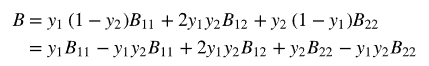 B = y₁ (1 − y₂)B₁₁ + 2y₁y₂B₁₂ + y₂ (1 − y₁)B₂₂
= y₁B₁₁ − y₁y₂B₁₁ + 2y₁y₂B₁₂ + y₂B₂₂ − y₁y₂B₂₂